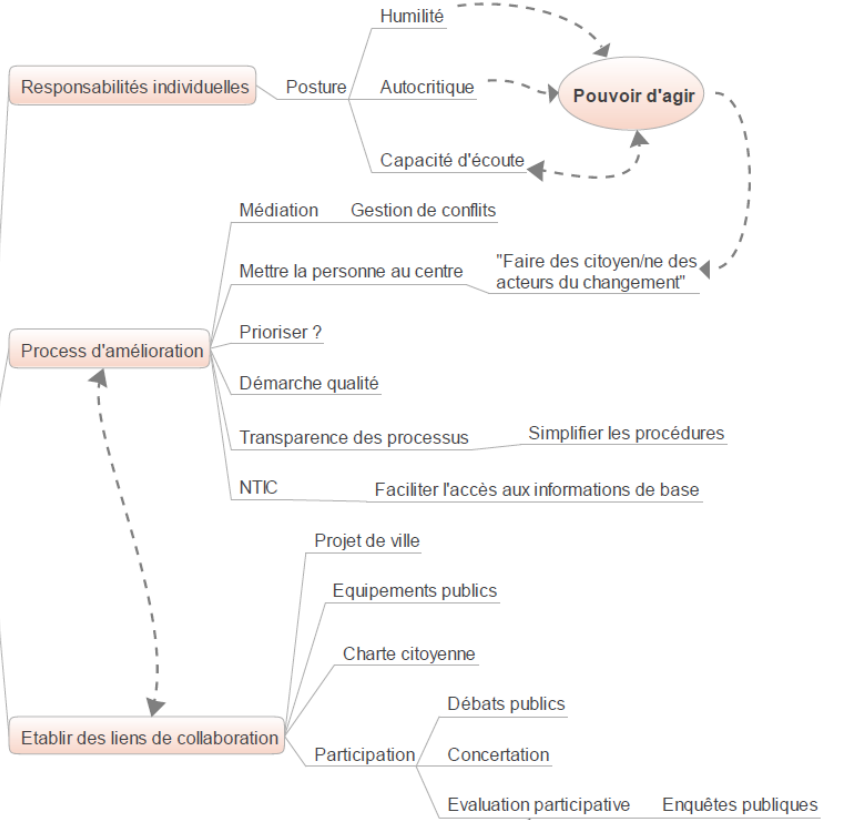 Humilité
Responsabilités individuelles
Posture
Autocritique
Pouvoir d'agir
Capacité d'écoute
Médiation
Gestion de conflits
Mettre la personne au centre
"Faire des citoyen/ne des
acteurs du changement"
Prioriser ?
Process d'amélioration
Démarche qualité
Transparence des processus
Simplifier les procédures
NTIC
Faciliter l'accès aux informations de base
Projet de ville
Equipements publics
Charte citoyenne
Etablir des liens de collaboration
Participation
Débats publics
Concertation
Evaluation participative
Enquêtes publiques